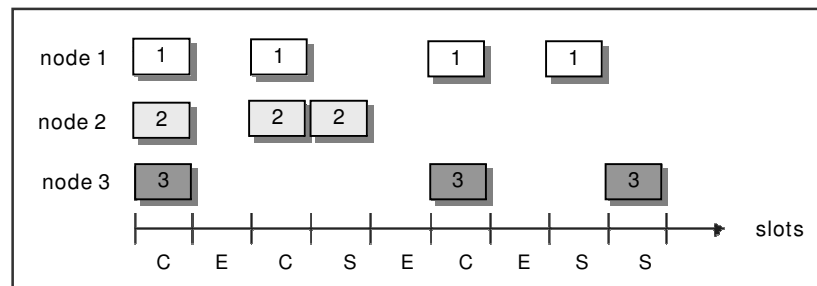 node 1 1 1 1 1
node 2 2 2 2
node 3 3 3 3
slots
C E C S E C E S S